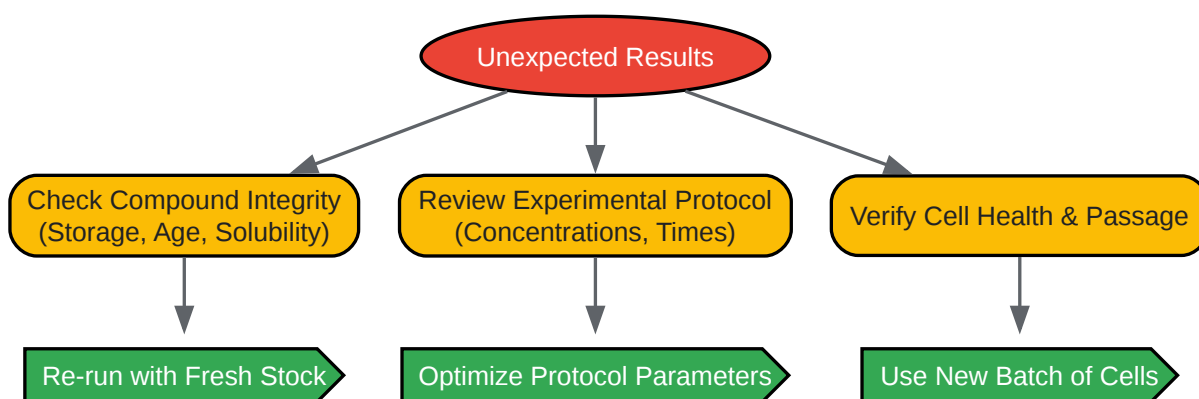 Unexpected Results
Check Compound Integrity
(Storage, Age, Solubility)
Review Experimental Protocol
(Concentrations, Times)
Verify Cell Health & Passage
Re-run with Fresh Stock
Optimize Protocol Parameters
Use New Batch of Cells